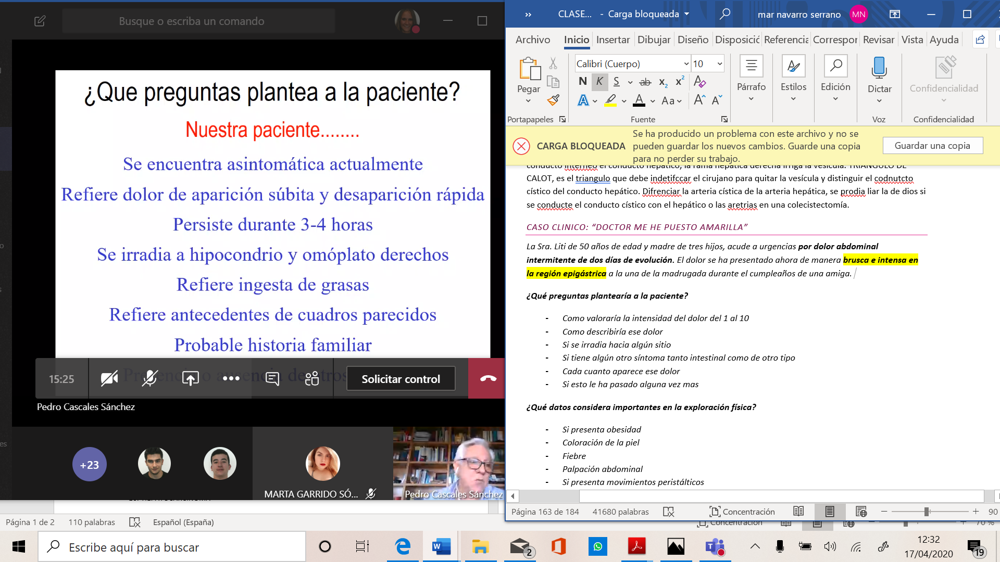 Busque o escriba un comando
¿Que preguntas plantea a la paciente?
Nuestra paciente........
Se encuentra asintomática actualmente
Refiere dolor de aparición súbita y desaparición rápida
Persiste durante 3-4 horas
Se irradia a hipocondrio y omóplato derechos
Refiere ingesta de grasas
Refiere antecedentes de cuadros parecidos
Probable historia familiar
15:25
Solicitar control
Pedro Cascales Sánchez
+23
MARTA GARRIDO SÓ...
Pedro Cascales Sánchez
Página 1 de 2 110 palabras Español (España)
CLASE... - Carga bloqueada
mar navarro serrano MN
Archivo Inicio Insertar Dibujar Diseño Disposicić Referencia Correspor Revisar Vista Ayuda
Calibri (Cuerpo) 10
N K S ab x₂ x²
A A Aa A A
Pegar
Párrafo Estilos Edición Dictar Confidencialidad
Portapapeles Fuente Voz Confidencialidad
CARGA BLOQUEADA
Se ha producido un problema con este archivo y no se
pueden guardar los nuevos cambios. Guarde una copia
para no perder su trabajo.
Guardar una copia
conducto interneo el conducto hepático, la rama hepática derecha irriga la vesícula. TRIANGULO DE
CALOT, es el triangulo que debe indetifccar el cirujano para quitar la vesícula y distinguir el codnutcto
cístico del conducto hepático. Difrenciar la arteria cística de la arteria hepática, se prodia liar la de dios si
se conducte el conducto cístico con el hepático o las aretrias en una colecistectomía.
CASO CLINICO: “DOCTOR ME HE PUESTO AMARILLA”
La Sra. Liti de 50 años de edad y madre de tres hijos, acude a urgencias por dolor abdominal
intermitente de dos días de evolución. El dolor se ha presentado ahora de manera brusca e intensa en
la región epigástrica a la una de la madrugada durante el cumpleaños de una amiga.
¿Qué preguntas plantearía a la paciente?
- Como valoraría la intensidad del dolor del 1 al 10
- Como describiría ese dolor
- Si se irradia hacia algún sitio
- Si tiene algún otro síntoma tanto intestinal como de otro tipo
- Cada cuanto aparece ese dolor
- Si esto le ha pasado alguna vez mas
¿Qué datos considera importantes en la exploración física?
- Si presenta obesidad
- Coloración de la piel
- Fiebre
- Palpación abdominal
- Si presenta movimientos peristálticos
Página 163 de 184 41680 palabras Concentración 90
Concentración 70 %
Escribe aquí para buscar
2
12:32
17/04/2020
19